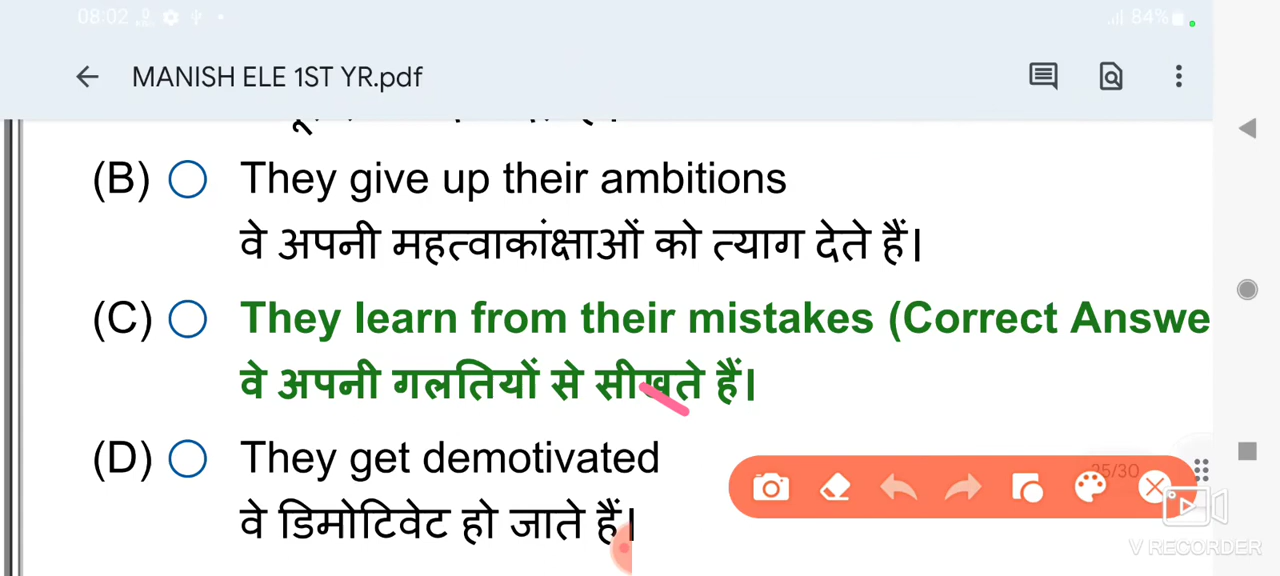 08:02
84%
MANISH ELE 1ST YR.pdf
(B) They give up their ambitions
वे अपनी महत्वाकांक्षाओं को त्याग देते हैं।
(C) They learn from their mistakes (Correct Answe
वे अपनी गलतियों से सीखते हैं।
(D) They get demotivated
वे डिमोटिवेट हो जाते हैं।
25/30
V RECORDER